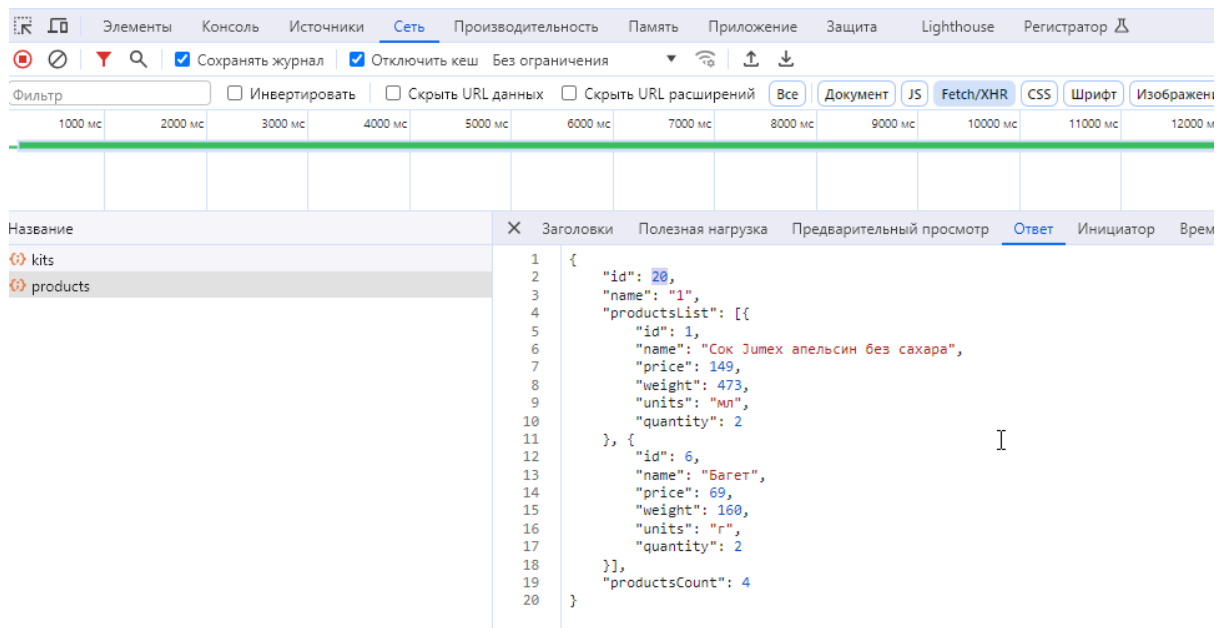 Элементы Консоль Источники Сеть Производительность Память Приложение Защита Lighthouse Регистратор
Сохранять журнал Отключить кеш Без ограничения
Фильтр Инвертировать Скрыть URL данных Скрыть URL расширений Все Документ JS Fetch/XHR CSS Шрифт Изображени
1000 мс 2000 мс 3000 мс 4000 мс 5000 мс 6000 мс 7000 мс 8000 мс 9000 мс 10000 мс 11000 мс 12000 м
Название Заголовки Полезная нагрузка Предварительный просмотр Ответ Инициатор Врем
kits
products
1 {
2 "id": 20,
3 "name": "1",
4 "productsList": [{
5 "id": 1,
6 "name": "Сок Jumex апельсин без сахара",
7 "price": 149,
8 "weight": 473,
9 "units": "мл",
10 "quantity": 2
11 }, {
12 "id": 6,
13 "name": "Багет",
14 "price": 69,
15 "weight": 160,
16 "units": "г",
17 "quantity": 2
18 }],
19 "productsCount": 4
20 }